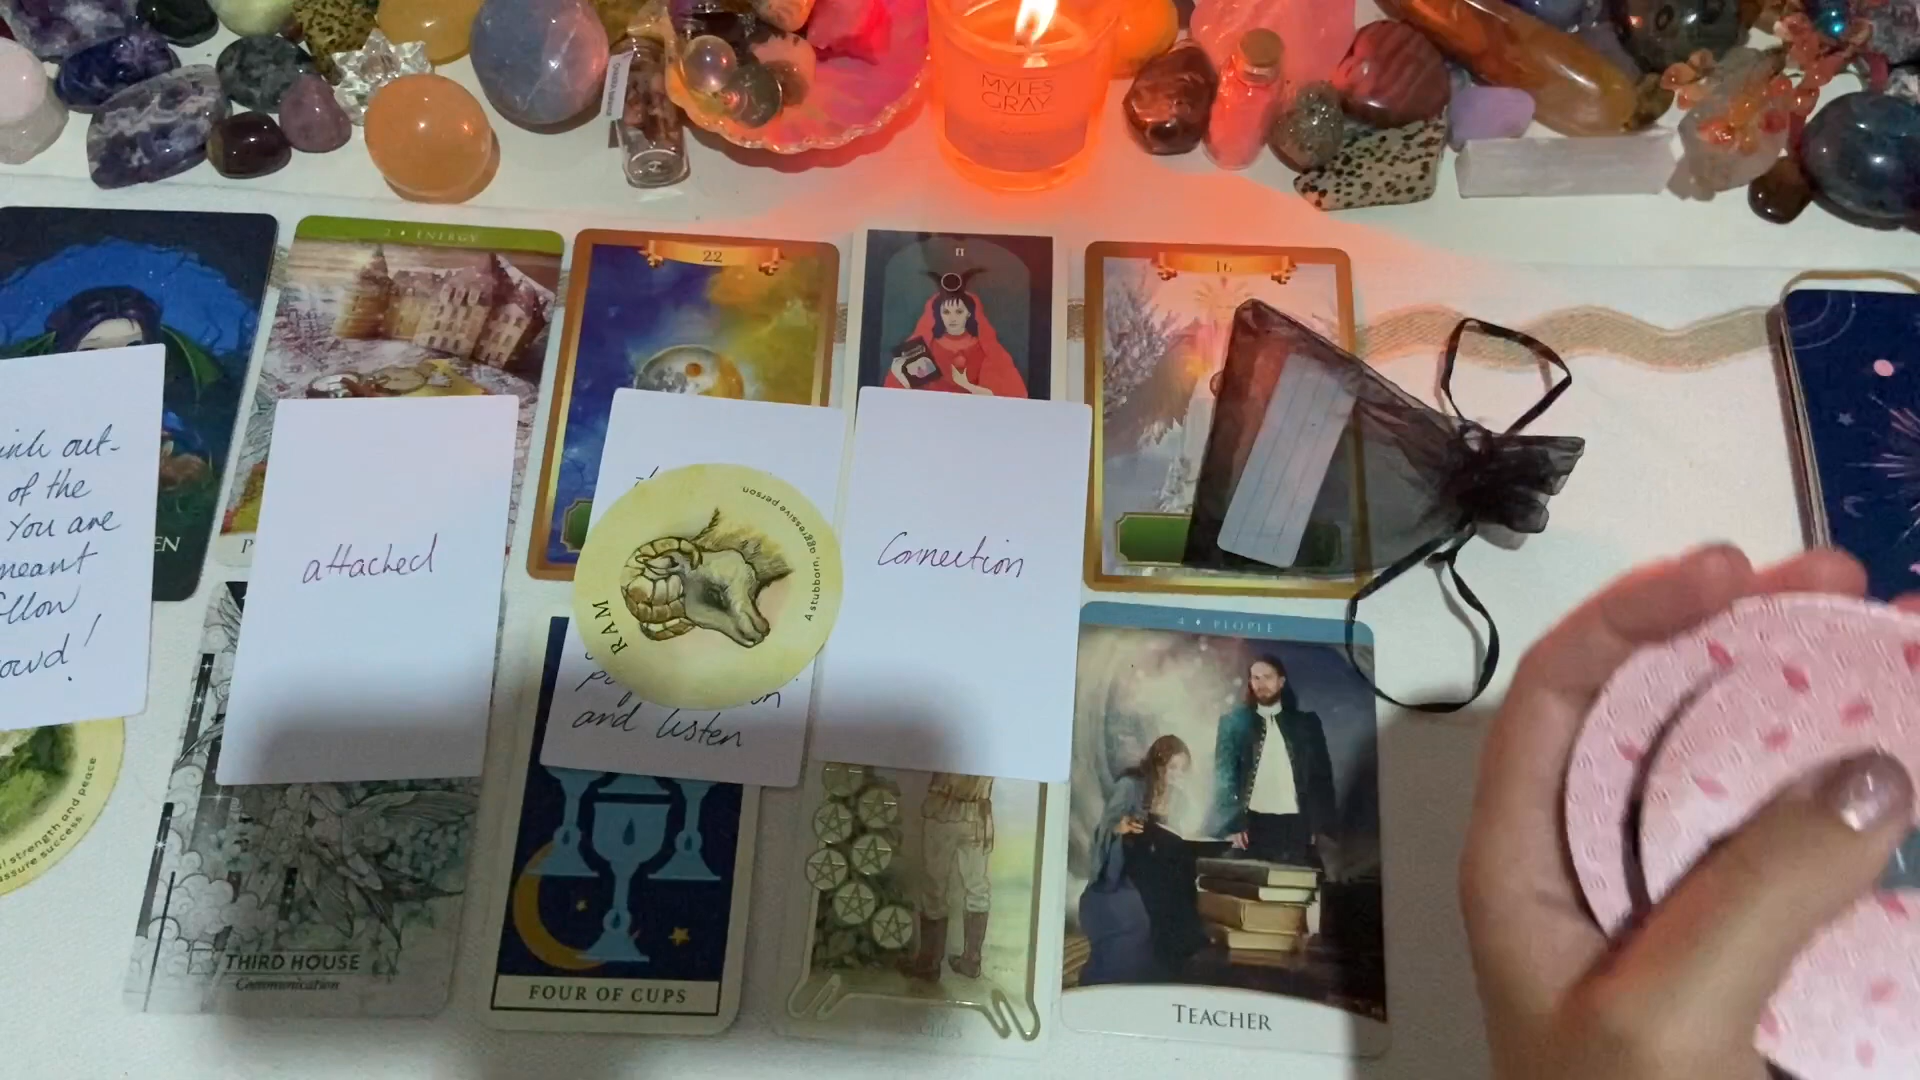 MYLES
GRAY
2 • ENERGY
22
II
16
ink out-
of the
You are
meant
llow
owd!
EN
P
attached
A stubborn, aggressive person
RAM
and listen
Connection
4 • PEOPLE
l strength and peace
assure success.
THIRD HOUSE
Communication
FOUR OF CUPS
TEACHER